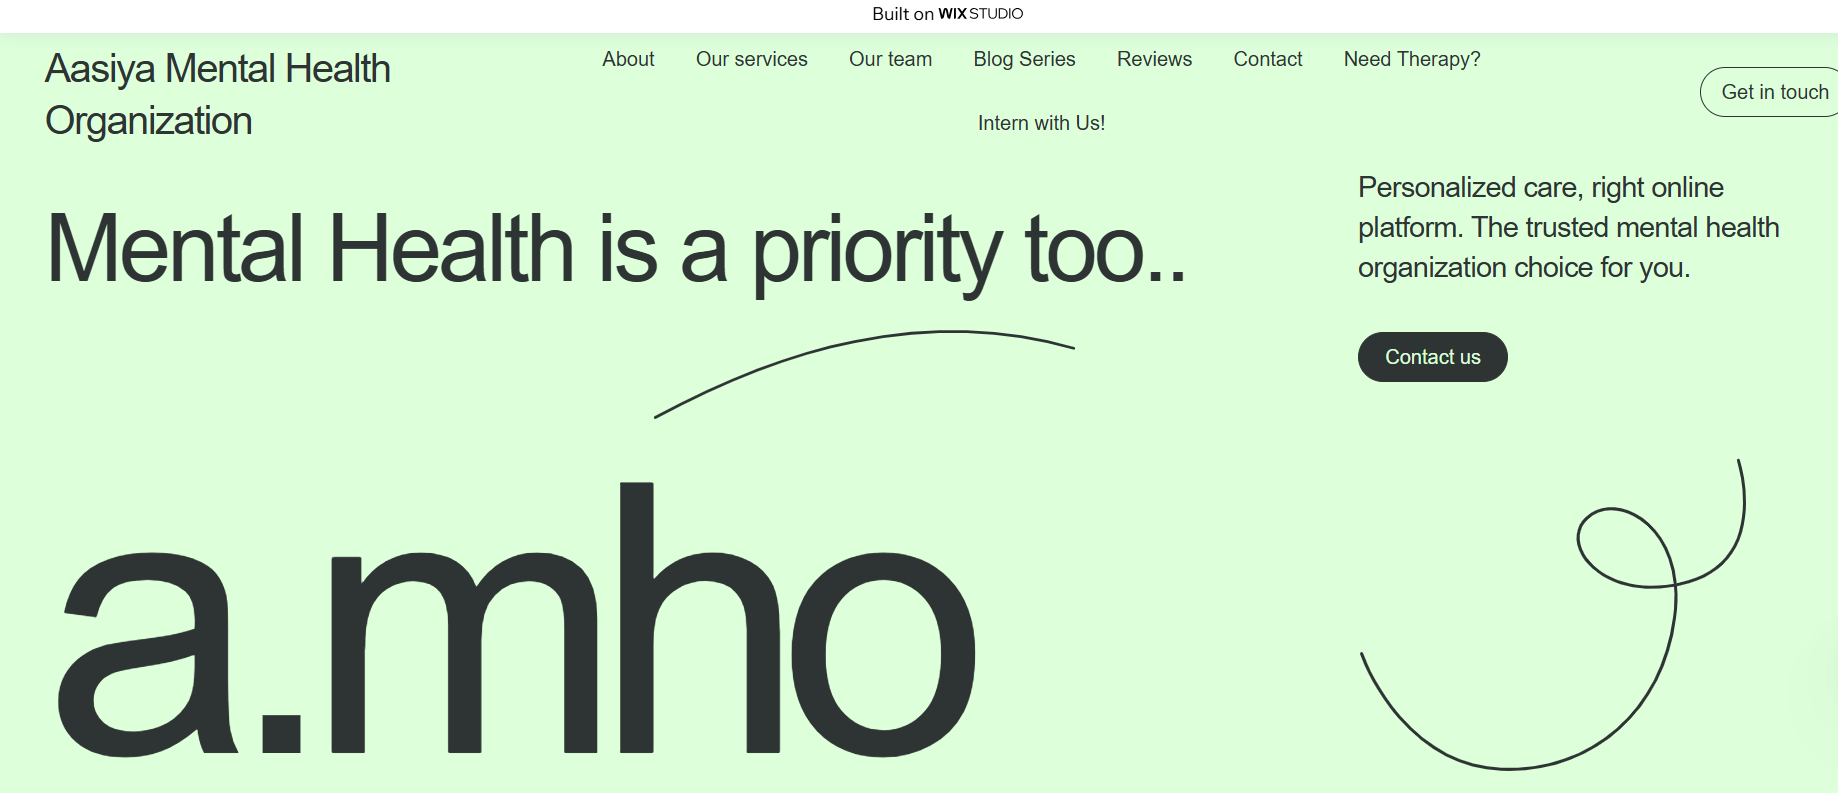 Built on WIX STUDIO
Aasiya Mental Health
Organization
About Our services Our team Blog Series Reviews Contact Need Therapy?
Intern with Us!
Get in touch
Mental Health is a priority too..
Personalized care, right online
platform. The trusted mental health
organization choice for you.
Contact us
a.mho